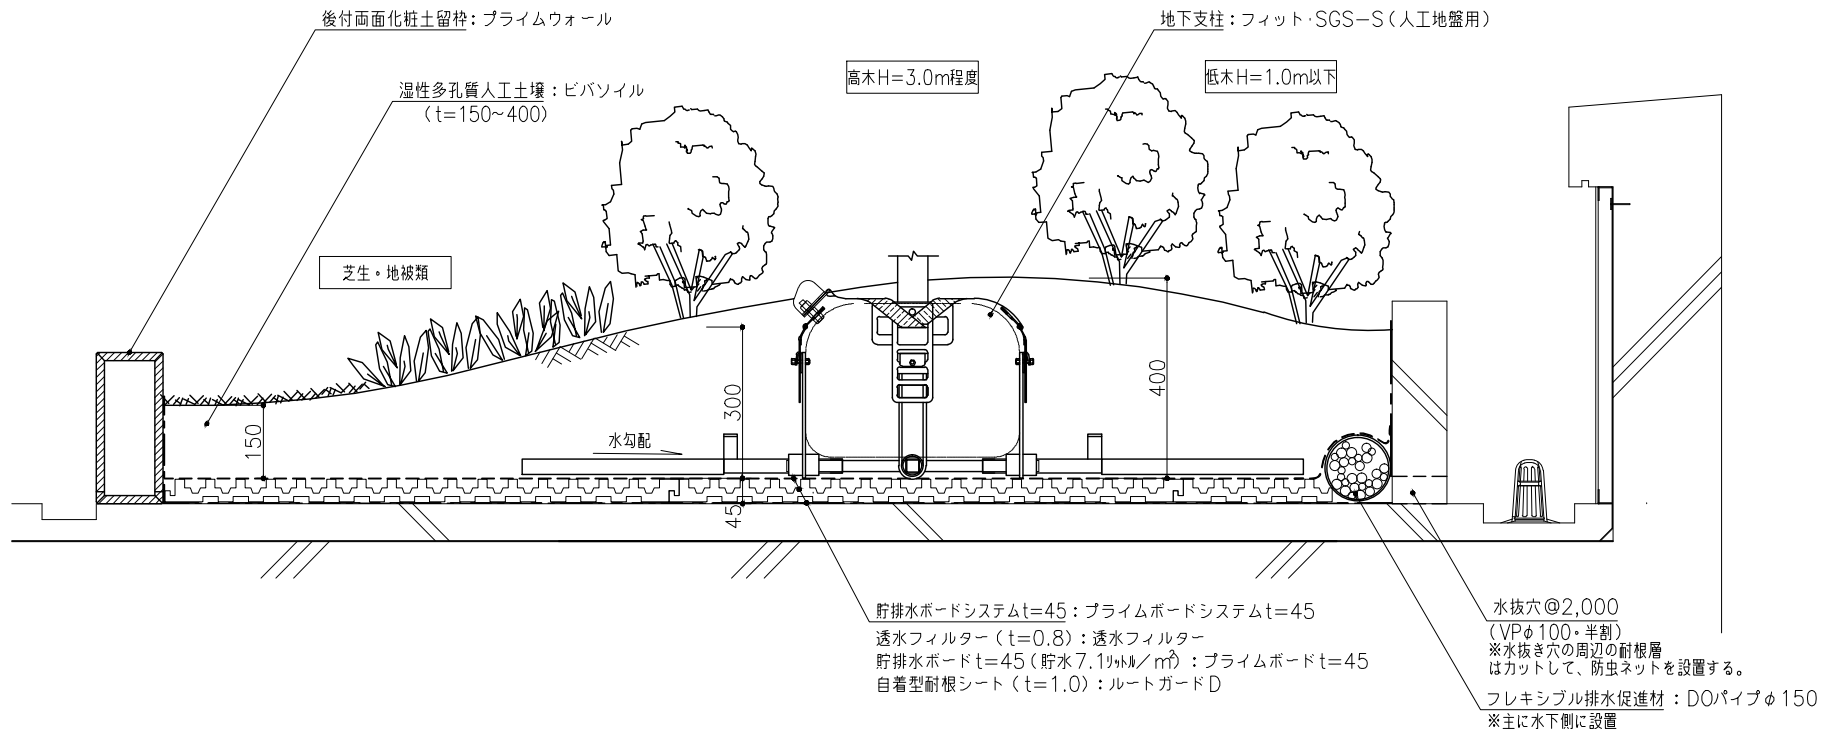 後付両面化粧土留枠：プライムウォール
地下支柱：フィット・SGS−S（人工地盤用）
高木H＝3.0m程度
低木H＝1.0m以下
湿性多孔質人工土壌：ビバソイル
（t=150~400）
芝生・地被類
300
400
150
水勾配
45
貯排水ボードシステムt=45：プライムボードシステムt=45
透水フィルター（t=0.8）：透水フィルター
貯排水ボードt=45（貯水7.1㍑/㎡）：プライムボードt=45
自着型耐根シート（t=1.0）：ルートガードD
水抜穴@2,000
（VPφ100・半割）
※水抜き穴の周辺の耐根層
はカットして、防虫ネットを設置する。
フレキシブル排水促進材：DOパイプφ150
※主に水下側に設置